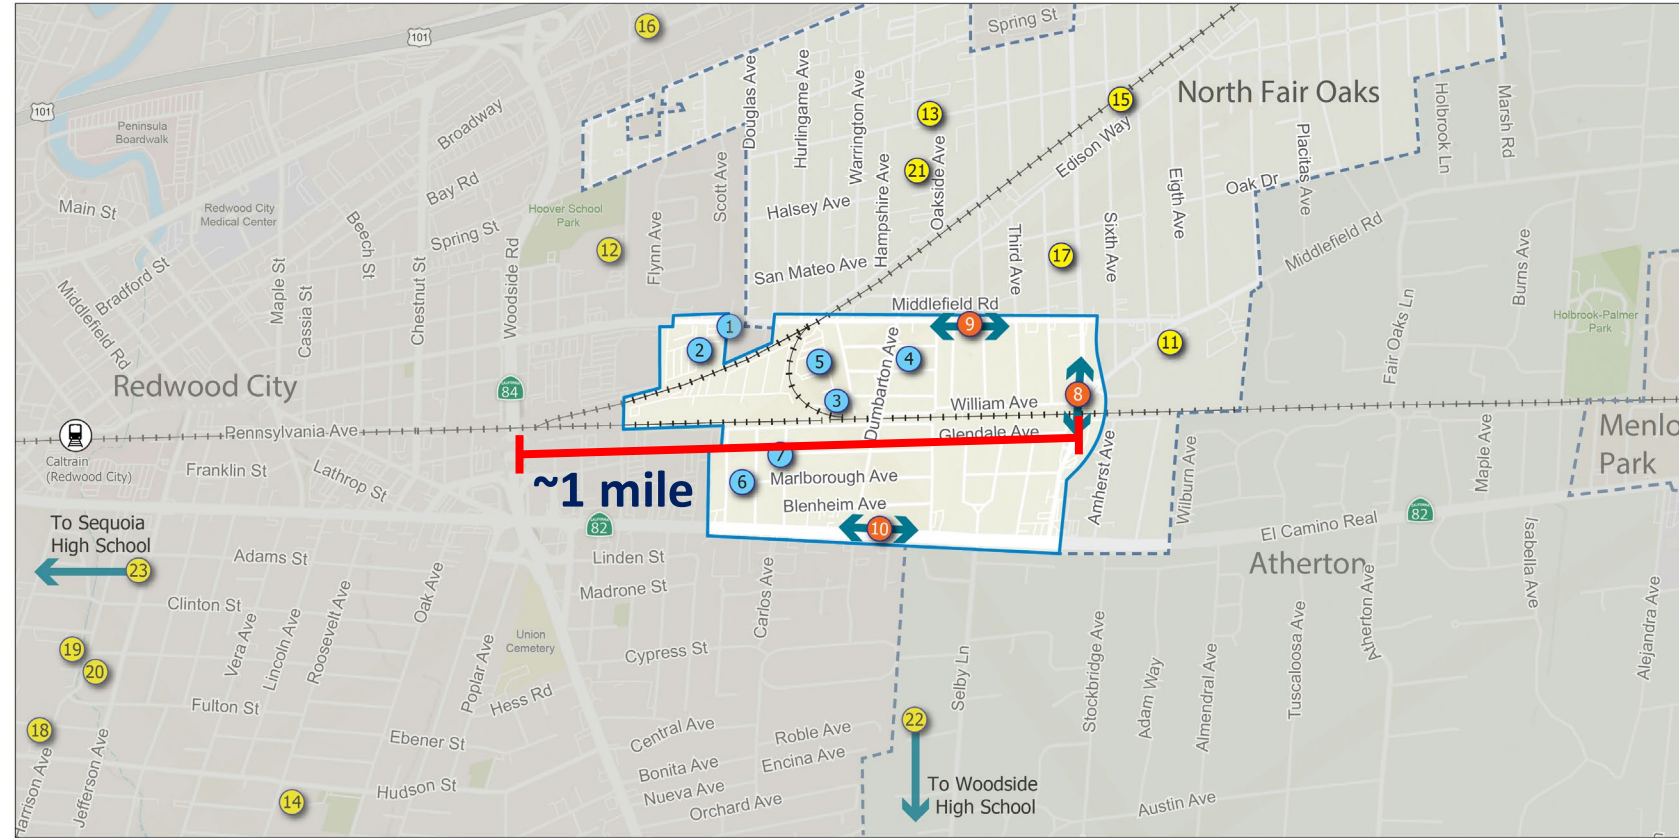 16
Spring St
101
15
North Fair Oaks
101
Peninsula
Boardwalk
Broadway
Douglas Ave
Hurlingame Ave
Warrington Ave
13
Edison Way
Holbrook Ln
Marsh Rd
Placitas Ave
Bay Rd
Scott Ave
Hampshire Ave
21
Oakside Ave
Eigth Ave
Oak Dr
Main St
Redwood City
Medical Center
Beech St
Spring St
Hoover School
Park
Flynn Ave
Halsey Ave
Third Ave
Sixth Ave
Middlefield Rd
Burns Ave
12
17
Bradford St
Middlefield Rd
Maple St
Cassia St
Chestnut St
Woodside Rd
San Mateo Ave
Middlefield Rd
1
9
Holbrook-Palmer
Park
Fair Oaks Ln
2
5
4
Dumbarton Ave
11
Redwood City
CALIFORNIA
84
3
William Ave
8
Pennsylvania Ave
Glendale Ave
Menlo
Park
Caltrain
(Redwood City)
Franklin St
Lathrop St
7
6
Marlborough Ave
Amherst Ave
Wilburn Ave
Maple Ave
~1 mile
Blenheim Ave
10
CALIFORNIA
82
El Camino Real
CALIFORNIA
82
To Sequoia
High School
23
Adams St
Linden St
Atherton
Isabella Ave
Madrone St
Clinton St
Oak Ave
Carlos Ave
Vera Ave
Lincoln Ave
Roosevelt Ave
Union
Cemetery
Cypress St
19
20
Poplar Ave
Hess Rd
Selby Ln
Stockbridge Ave
Adam Way
Almendral Ave
Tuscaloosa Ave
Atherton Ave
Alejandra Ave
Fulton St
18
Ebener St
Central Ave
Roble Ave
22
Harrison Ave
Jefferson Ave
Bonita Ave
Encina Ave
14
Hudson St
Nueva Ave
Orchard Ave
To Woodside
High School
Austin Ave